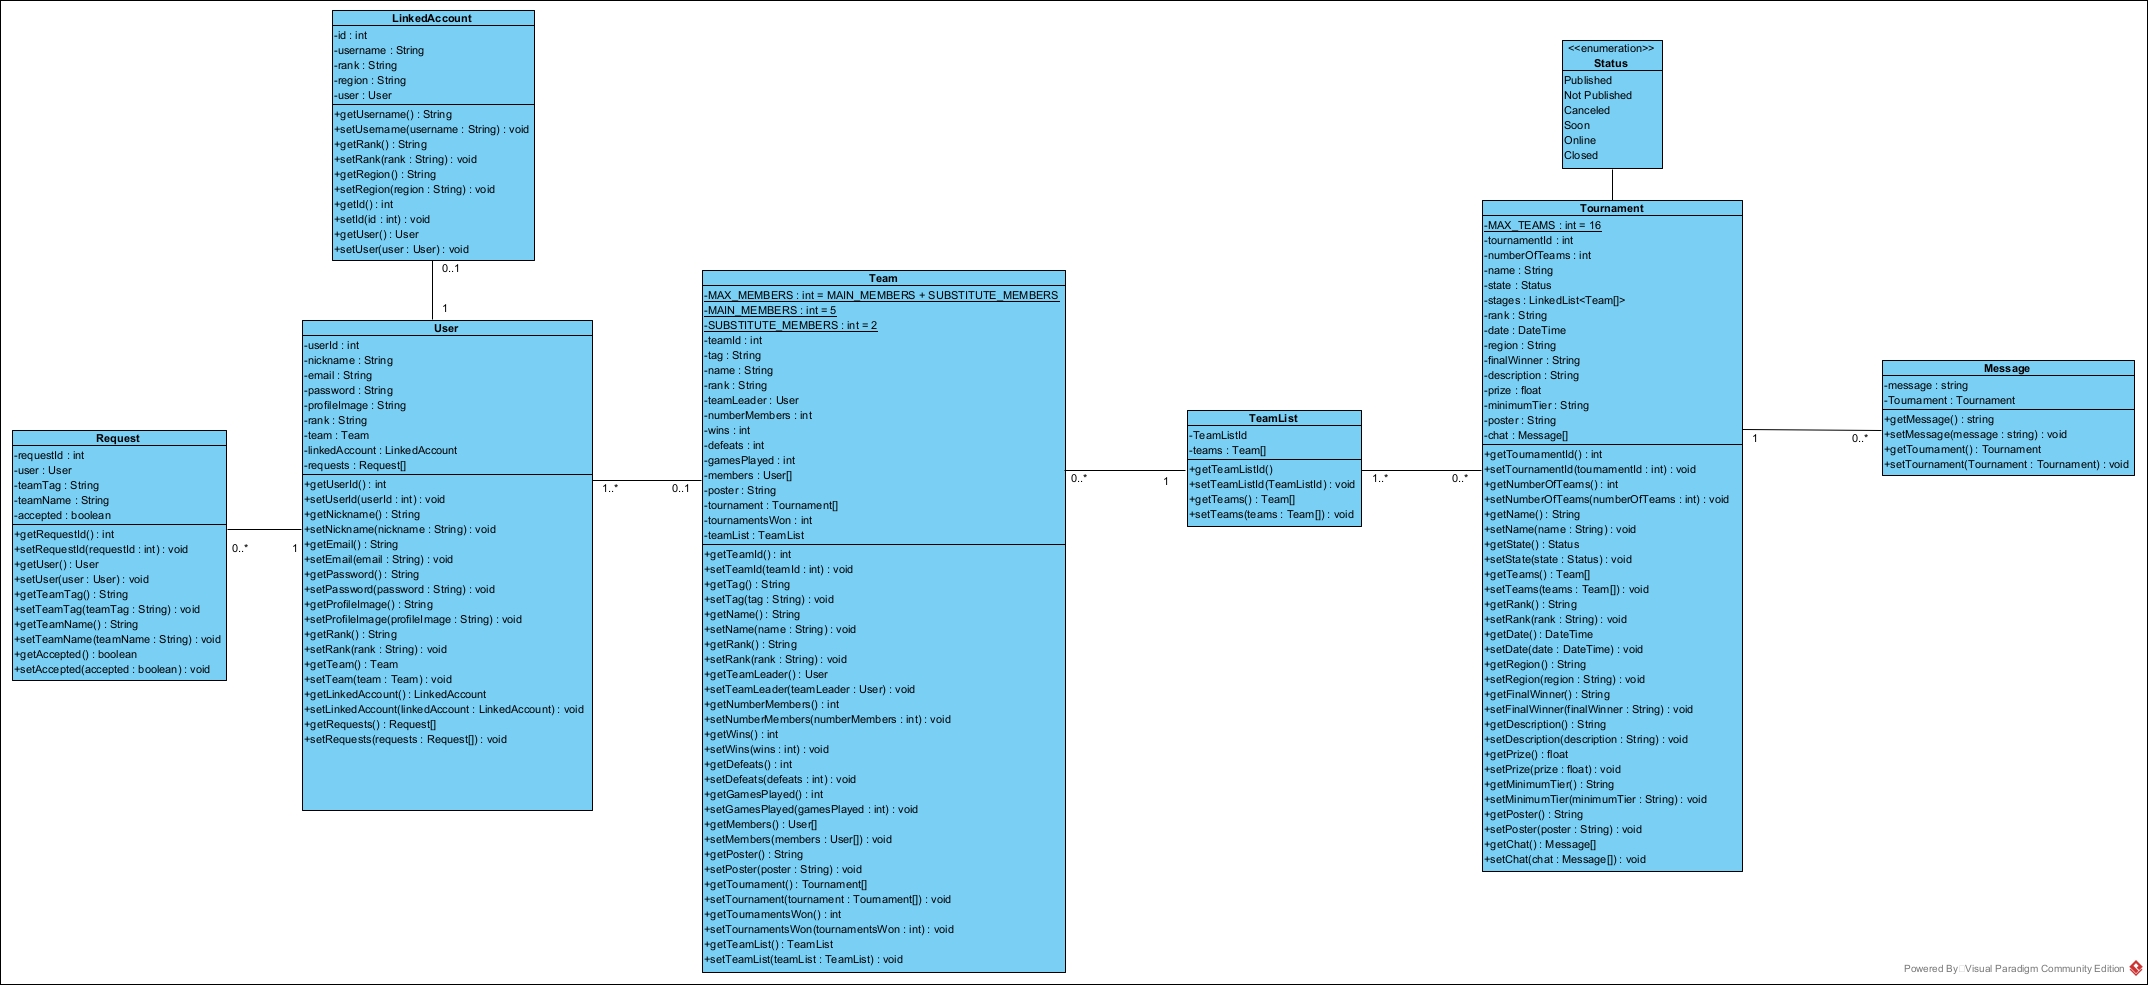 LinkedAccount
-id : int
-username : String
-rank : String
-region : String
-user : User
+getUsername() : String
+setUsername(username : String) : void
+getRank() : String
+setRank(rank : String) : void
+getRegion() : String
+setRegion(region : String) : void
+getId() : int
+setId(id : int) : void
+getUser() : User
+setUser(user : User) : void
0..1
1
<<enumeration>>
Status
Published
Not Published
Canceled
Soon
Online
Closed
Request
-requestId : int
-user : User
-teamTag : String
-teamName : String
-accepted : boolean
+getRequestId() : int
+setRequestId(requestId : int) : void
+getUser() : User
+setUser(user : User) : void
+getTeamTag() : String
+setTeamTag(teamTag : String) : void
+getTeamName() : String
+setTeamName(teamName : String) : void
+getAccepted() : boolean
+setAccepted(accepted : boolean) : void
0..*
1
User
-userId : int
-nickname : String
-email : String
-password : String
-profileImage : String
-rank : String
-team : Team
-linkedAccount : LinkedAccount
-requests : Request[]
+getUserId() : int
+setUserId(userId : int) : void
+getNickname() : String
+setNickname(nickname : String) : void
+getEmail() : String
+setEmail(email : String) : void
+getPassword() : String
+setPassword(password : String) : void
+getProfileImage() : String
+setProfileImage(profileImage : String) : void
+getRank() : String
+setRank(rank : String) : void
+getTeam() : Team
+setTeam(team : Team) : void
+getLinkedAccount() : LinkedAccount
+setLinkedAccount(linkedAccount : LinkedAccount) : void
+getRequests() : Request[]
+setRequests(requests : Request[]) : void
1..*
0..1
Team
-MAX_MEMBERS : int = MAIN_MEMBERS + SUBSTITUTE_MEMBERS
-MAIN_MEMBERS : int = 5
-SUBSTITUTE_MEMBERS : int = 2
-teamId : int
-tag : String
-name : String
-rank : String
-teamLeader : User
-numberMembers : int
-wins : int
-defeats : int
-gamesPlayed : int
-members : User[]
-poster : String
-tournament : Tournament[]
-tournamentsWon : int
-teamList : TeamList
+getTeamId() : int
+setTeamId(teamId : int) : void
+getTag() : String
+setTag(tag : String) : void
+getName() : String
+setName(name : String) : void
+getRank() : String
+setRank(rank : String) : void
+getTeamLeader() : User
+setTeamLeader(teamLeader : User) : void
+getNumberMembers() : int
+setNumberMembers(numberMembers : int) : void
+getWins() : int
+setWins(wins : int) : void
+getDefeats() : int
+setDefeats(defeats : int) : void
+getGamesPlayed() : int
+setGamesPlayed(gamesPlayed : int) : void
+getMembers() : User[]
+setMembers(members : User[]) : void
+getPoster() : String
+setPoster(poster : String) : void
+getTournament() : Tournament[]
+setTournament(tournament : Tournament[]) : void
+getTournamentsWon() : int
+setTournamentsWon(tournamentsWon : int) : void
+getTeamList() : TeamList
+setTeamList(teamList : TeamList) : void
0..*
1
TeamList
-TeamListId
-teams : Team[]
+getTeamListId()
+setTeamListId(TeamListId) : void
+getTeams() : Team[]
+setTeams(teams : Team[]) : void
1..*
0..*
Tournament
-MAX_TEAMS : int = 16
-tournamentId : int
-numberOfTeams : int
-name : String
-state : Status
-stages : LinkedList<Team[]>
-rank : String
-date : DateTime
-region : String
-finalWinner : String
-description : String
-prize : float
-minimumTier : String
-poster : String
-chat : Message[]
+getTournamentId() : int
+setTournamentId(tournamentId : int) : void
+getNumberOfTeams() : int
+setNumberOfTeams(numberOfTeams : int) : void
+getName() : String
+setName(name : String) : void
+getState() : Status
+setState(state : Status) : void
+getTeams() : Team[]
+setTeams(teams : Team[]) : void
+getRank() : String
+setRank(rank : String) : void
+getDate() : DateTime
+setDate(date : DateTime) : void
+getRegion() : String
+setRegion(region : String) : void
+getFinalWinner() : String
+setFinalWinner(finalWinner : String) : void
+getDescription() : String
+setDescription(description : String) : void
+getPrize() : float
+setPrize(prize : float) : void
+getMinimumTier() : String
+setMinimumTier(minimumTier : String) : void
+getPoster() : String
+setPoster(poster : String) : void
+getChat() : Message[]
+setChat(chat : Message[]) : void
1
0..*
Message
-message : string
-Tournament : Tournament
+getMessage() : string
+setMessage(message : string) : void
+getTournament() : Tournament
+setTournament(Tournament : Tournament) : void
Powered By Visual Paradigm Community Edition